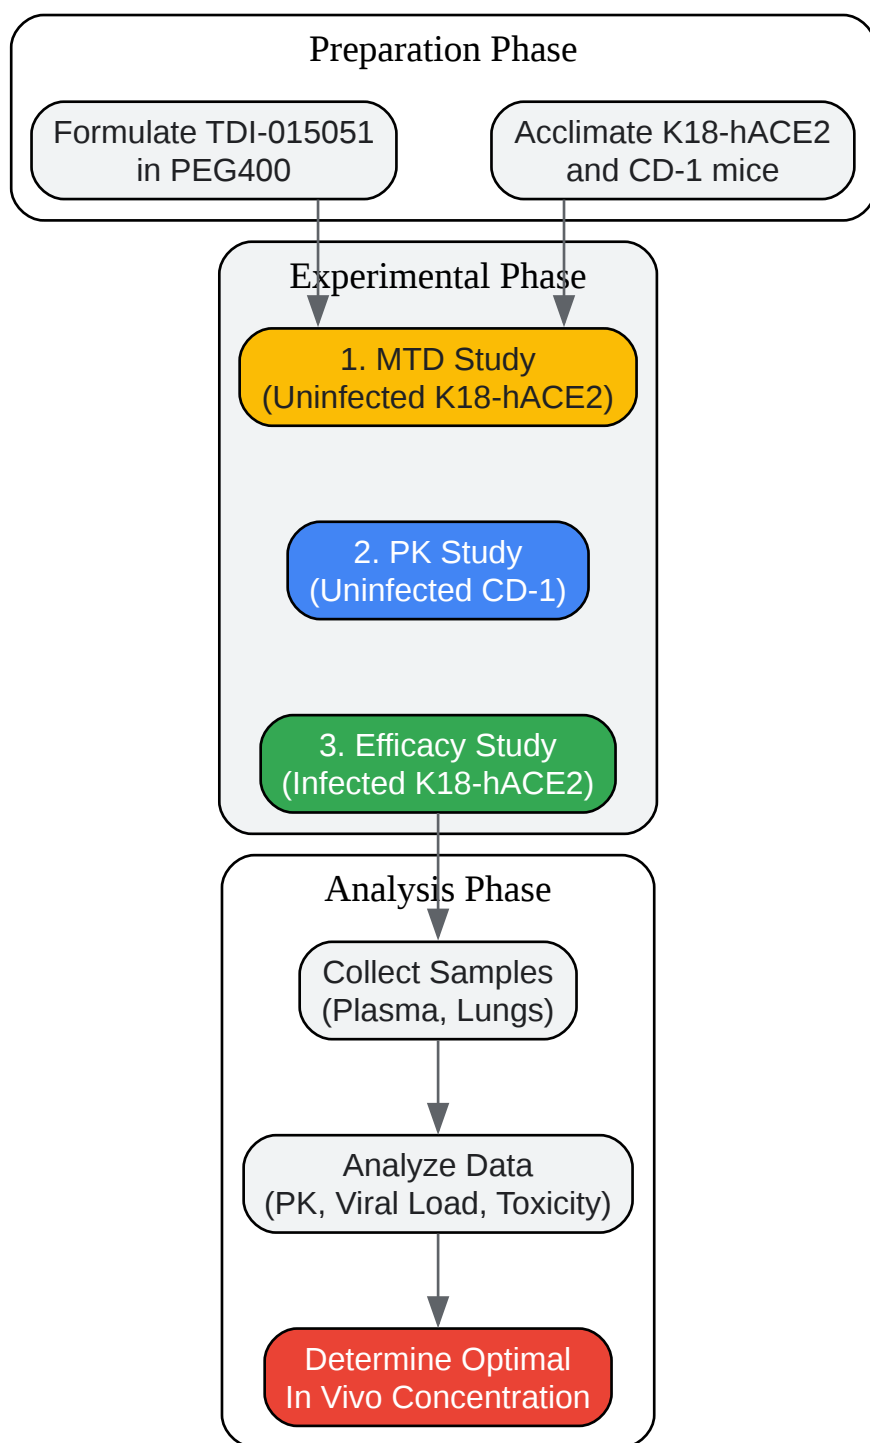 Preparation Phase
Formulate TDI-015051
in PEG400
Acclimate K18-hACE2
and CD-1 mice
Experimental Phase
1. MTD Study
(Uninfected K18-hACE2)
2. PK Study
(Uninfected CD-1)
3. Efficacy Study
(Infected K18-hACE2)
Analysis Phase
Collect Samples
(Plasma, Lungs)
Analyze Data
(PK, Viral Load, Toxicity)
Determine Optimal
In Vivo Concentration